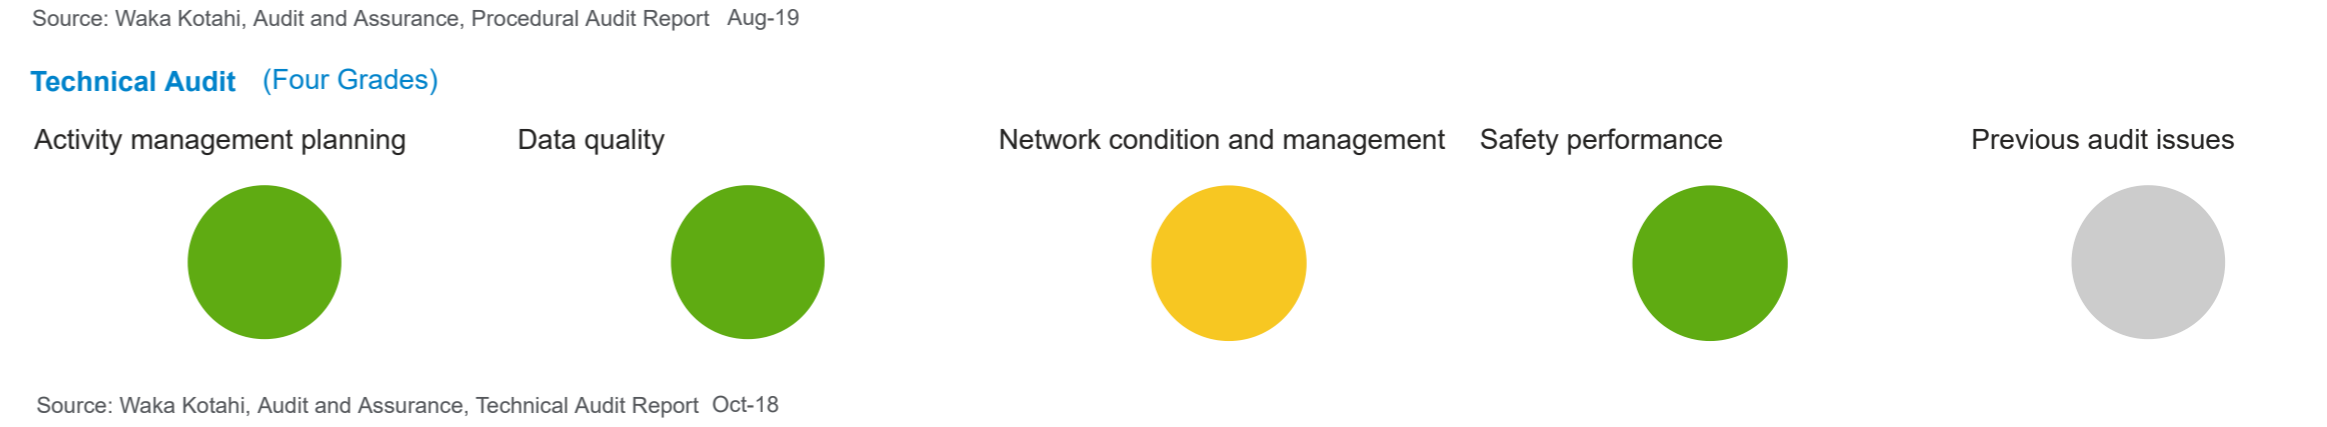 Source: Waka Kotahi, Audit and Assurance, Procedural Audit Report Aug-19
Technical Audit (Four Grades)
Activity management planning Data quality Network condition and management Safety performance Previous audit issues
Source: Waka Kotahi, Audit and Assurance, Technical Audit Report Oct-18